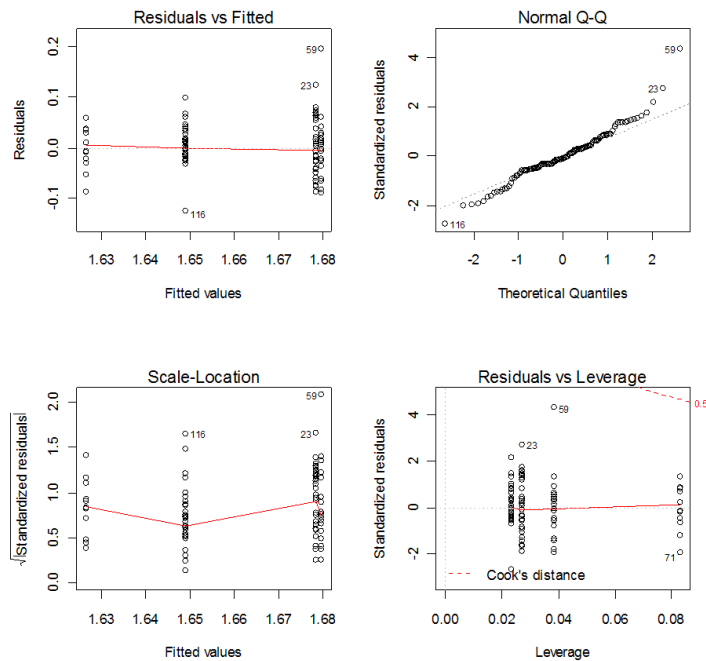 Residuals vs Fitted
Residuals
0.2
0.1
0.0
-0.1
59
23
116
1.63 1.64 1.65 1.66 1.67 1.68
Fitted values
Normal Q-Q
Standardized residuals
4
2
0
-2
59
23
116
-2 -1 0 1 2
Theoretical Quantiles
Scale-Location
√|Standardized residuals|
2.0
1.5
1.0
0.5
0.0
59
116
23
1.63 1.64 1.65 1.66 1.67 1.68
Fitted values
Residuals vs Leverage
Standardized residuals
4
2
0
-2
0.5
59
23
71
Cook's distance
0.00 0.02 0.04 0.06 0.08
Leverage